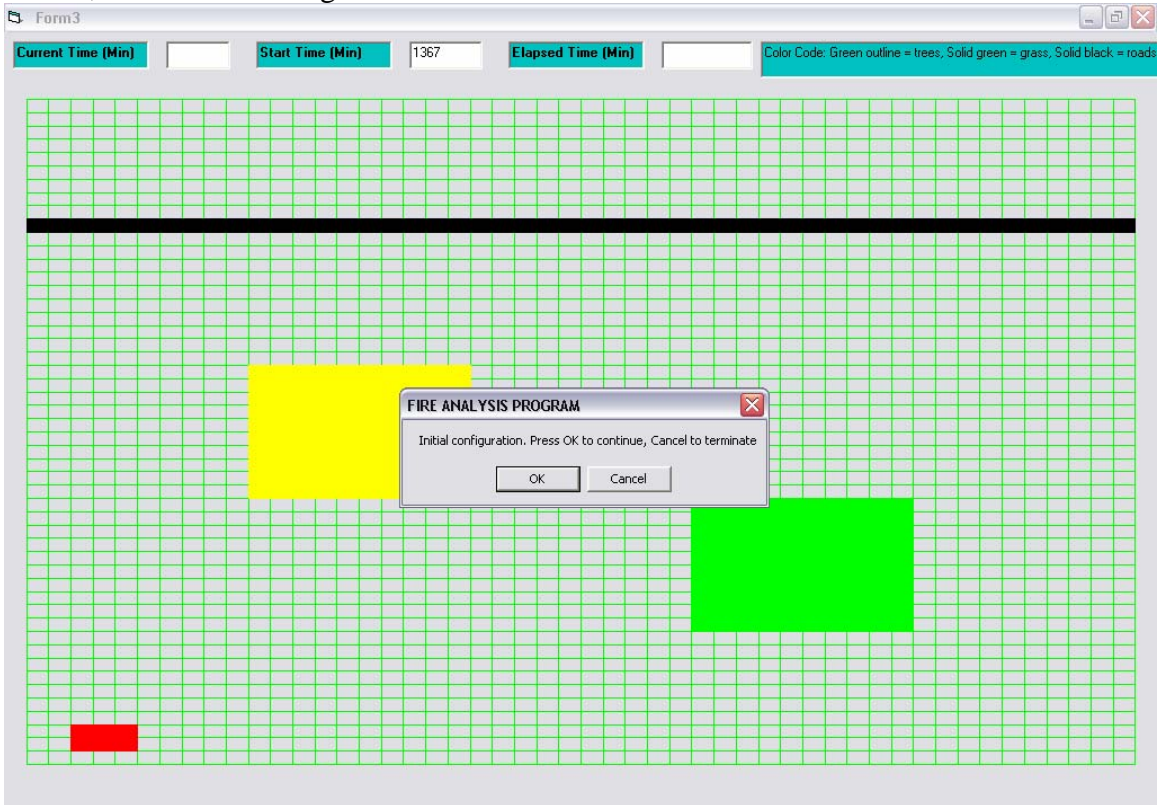 Form3
Current Time (Min) Start Time (Min) 1367 Elapsed Time (Min) Color Code: Green outline = trees, Solid green = grass, Solid black = roads
FIRE ANALYSIS PROGRAM
Initial configuration. Press OK to continue, Cancel to terminate
OK Cancel